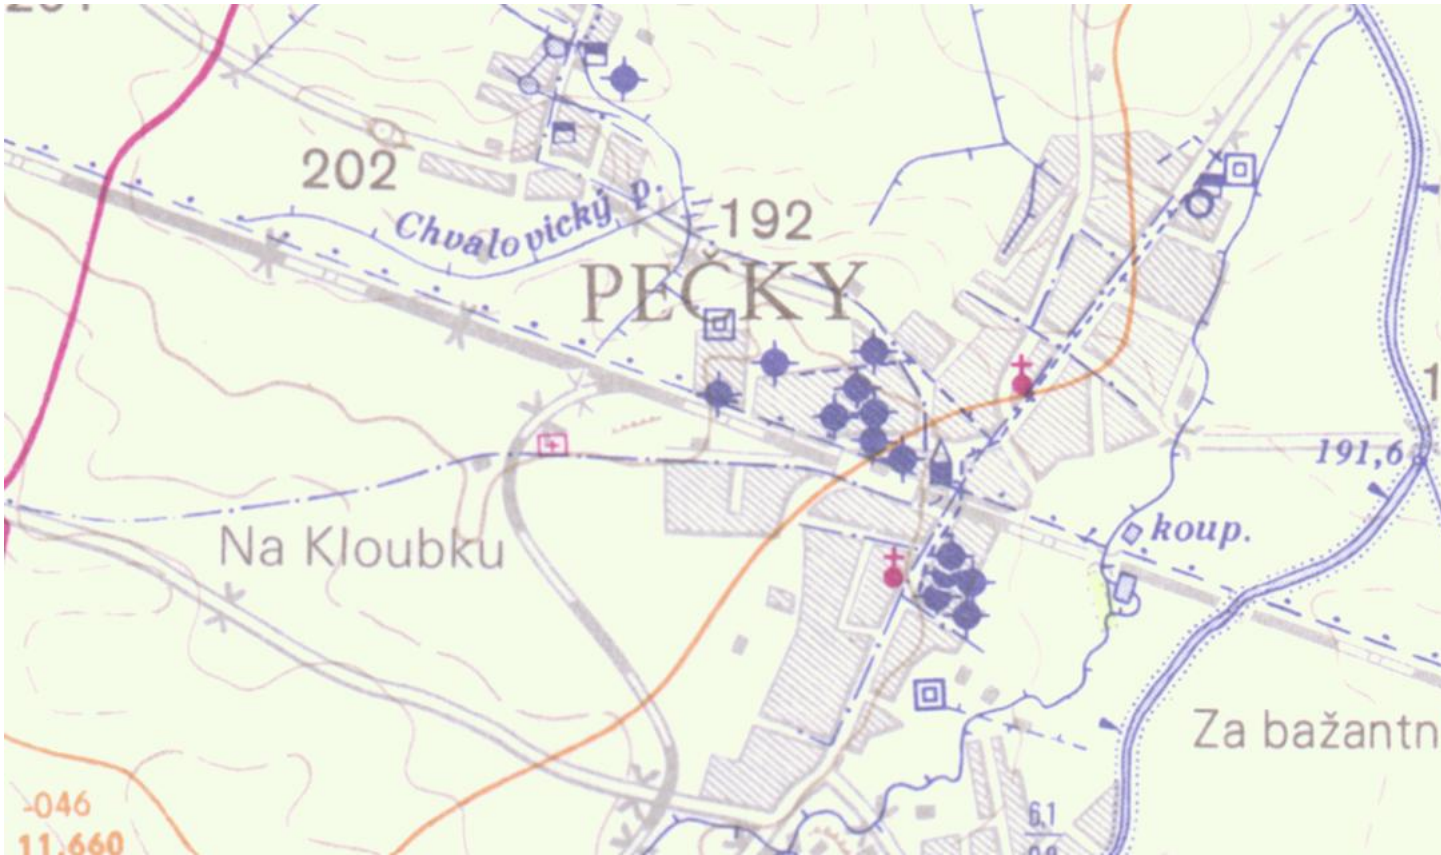 202
Chvalovický p.
192
PEČKY
191,6
koup.
Na Kloubku
Za bažantn
-046
11,660
6,1